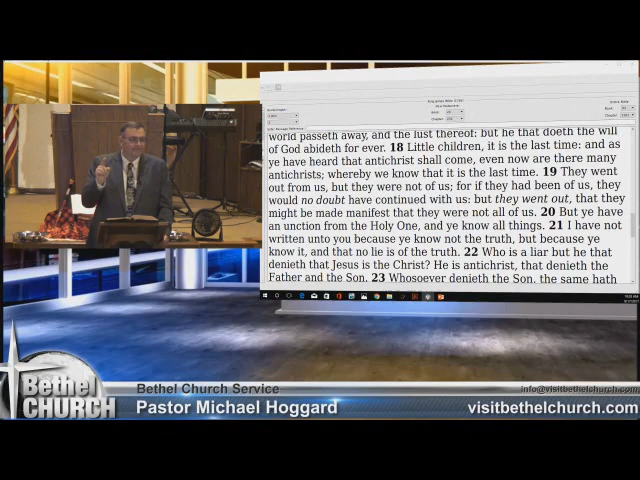 world passeth away, and the lust thereof: but he that doeth the will
of God abideth for ever. 18 Little children, it is the last time: and as
ye have heard that antichrist shall come, even now are there many
antichrists; whereby we know that it is the last time. 19 They went
out from us, but they were not of us; for if they had been of us, they
would no doubt have continued with us: but they went out, that they
might be made manifest that they were not all of us. 20 But ye have
an unction from the Holy One, and ye know all things. 21 I have not
written unto you because ye know not the truth, but because ye
know it, and that no lie is of the truth. 22 Who is a liar but he that
denieth that Jesus is the Christ? He is antichrist, that denieth the
Father and the Son. 23 Whosoever denieth the Son, the same hath
Bethel
CHURCH
Bethel Church Service
Pastor Michael Hoggard
info@visitbethelchurch.com
visitbethelchurch.com